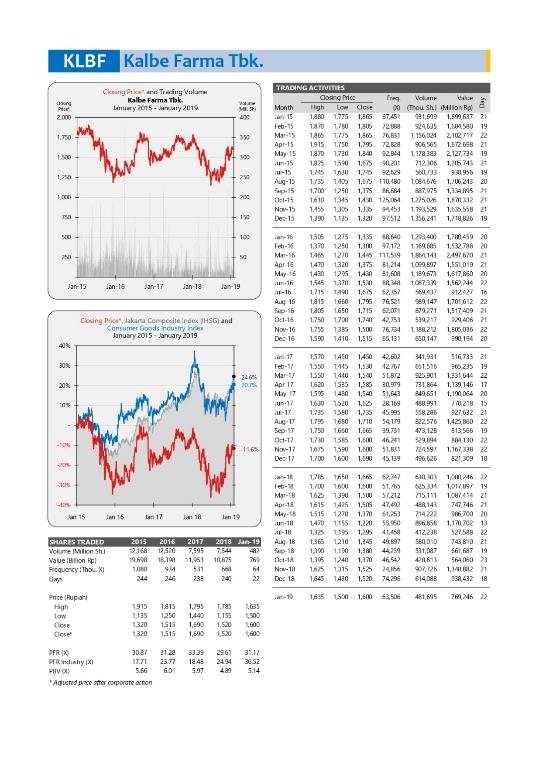 KLBF Kalbe Farma Tbk.
Closing Price* and Trading Volume
Kalbe Farma Tbk.
January 2015 - January 2019
Closing Price*
Volume (Mill. Sh)
2,000 400
1,750 350
1,500 300
1,250 250
1,000 200
750 150
500 100
250 50
Jan-15 Jan-16 Jan-17 Jan-18 Jan-19
Closing Price*, Jakarta Composite Index (IHSG) and
Consumer Goods Industry Index
January 2015 - January 2019
40%
30%
20%
10%
-
-10%
-20%
-30%
-40%
24.6%
20.7%
-11.6%
Jan 15 Jan 16 Jan 17 Jan 18 Jan 19
SHARES TRADED 2015 2016 2017 2018 Jan-19
Volume (Million Sh.) 12,168 12,520 7,595 7,544 482
Value (Billion Rp) 19,698 18,398 11,953 10,875 769
Frequency (Thou. X) 1,080 934 531 668 64
Days 244 246 238 240 22
Price (Rupiah)
High 1,915 1,815 1,795 1,785 1,635
Low 1,135 1,250 1,440 1,155 1,500
Close 1,320 1,515 1,690 1,520 1,600
Close* 1,320 1,515 1,690 1,520 1,600
PER (X) 30.87 31.28 33.39 29.61 31.17
PER Industry (X) 17.71 23.77 18.48 24.94 36.52
PBV (X) 5.66 6.01 5.97 4.89 5.14
* Adjusted price after corporate action
TRADING ACTIVITIES
Closing Price Freq. Volume Value Day
Month High Low Close (X) (Thou. Sh.) (Million Rp)
Jan-15 1,880 1,775 1,865 67,451 931,699 1,699,637 21
Feb-15 1,870 1,780 1,805 72,888 924,635 1,684,580 19
Mar-15 1,865 1,775 1,865 76,831 1,156,024 2,102,717 22
Apr-15 1,915 1,750 1,795 72,828 906,565 1,672,698 21
May-15 1,870 1,730 1,840 92,844 1,178,383 2,127,734 19
Jun-15 1,825 1,590 1,675 90,201 712,306 1,205,743 21
Jul-15 1,745 1,630 1,745 92,629 560,733 938,956 19
Aug-15 1,735 1,405 1,675 110,480 1,084,676 1,706,243 20
Sep-15 1,700 1,250 1,375 86,684 887,975 1,334,895 21
Oct-15 1,610 1,345 1,430 125,064 1,275,026 1,870,332 21
Nov-15 1,455 1,305 1,335 94,453 1,193,529 1,635,558 21
Dec-15 1,390 1,135 1,320 97,512 1,356,241 1,718,826 19
Jan-16 1,505 1,275 1,335 88,640 1,293,400 1,780,459 20
Feb-16 1,370 1,250 1,300 97,172 1,169,685 1,532,788 20
Mar-16 1,465 1,270 1,445 111,539 1,864,143 2,497,670 21
Apr-16 1,470 1,320 1,375 81,214 1,099,897 1,551,019 21
May-16 1,430 1,295 1,430 81,608 1,189,673 1,617,860 20
Jun-16 1,545 1,370 1,530 88,348 1,087,339 1,562,244 22
Jul-16 1,715 1,490 1,675 62,357 569,437 912,427 16
Aug-16 1,815 1,660 1,795 76,521 989,147 1,701,612 22
Sep-16 1,805 1,650 1,715 62,071 879,271 1,517,409 21
Oct-16 1,750 1,700 1,740 42,753 539,217 929,406 21
Nov-16 1,755 1,385 1,500 76,734 1,188,212 1,805,036 22
Dec-16 1,590 1,410 1,515 65,131 650,147 990,194 20
Jan-17 1,570 1,450 1,450 42,602 341,931 516,733 21
Feb-17 1,550 1,445 1,530 42,767 651,516 965,235 19
Mar-17 1,550 1,440 1,540 51,872 925,901 1,331,644 22
Apr-17 1,620 1,535 1,585 30,979 731,864 1,139,146 17
May-17 1,595 1,480 1,540 51,643 849,651 1,190,064 20
Jun-17 1,630 1,520 1,625 28,169 488,991 770,218 15
Jul-17 1,735 1,580 1,735 45,995 558,286 927,632 21
Aug-17 1,795 1,680 1,710 54,179 822,576 1,425,860 22
Sep-17 1,750 1,660 1,665 39,731 473,128 813,566 19
Oct-17 1,730 1,585 1,600 46,241 529,894 884,130 22
Nov-17 1,675 1,590 1,600 51,831 724,597 1,167,338 22
Dec-17 1,700 1,600 1,690 45,139 496,626 821,309 18
Jan-18 1,785 1,650 1,665 62,747 630,303 1,080,246 22
Feb-18 1,700 1,600 1,600 51,765 625,334 1,017,897 19
Mar-18 1,625 1,390 1,500 57,212 715,111 1,087,414 21
Apr-18 1,615 1,425 1,505 47,492 488,143 747,746 21
May-18 1,515 1,270 1,370 61,253 714,222 986,700 20
Jun-18 1,470 1,155 1,220 55,950 896,858 1,170,702 13
Jul-18 1,325 1,195 1,295 41,458 412,238 527,588 22
Aug-18 1,365 1,210 1,345 49,897 580,010 743,810 21
Sep-18 1,390 1,190 1,380 44,239 531,087 661,687 19
Oct-18 1,395 1,240 1,370 46,542 428,613 564,060 23
Nov-18 1,625 1,315 1,525 74,856 907,726 1,348,882 21
Dec-18 1,645 1,430 1,520 74,296 614,088 938,432 18
Jan-19 1,635 1,500 1,600 63,506 481,695 769,246 22